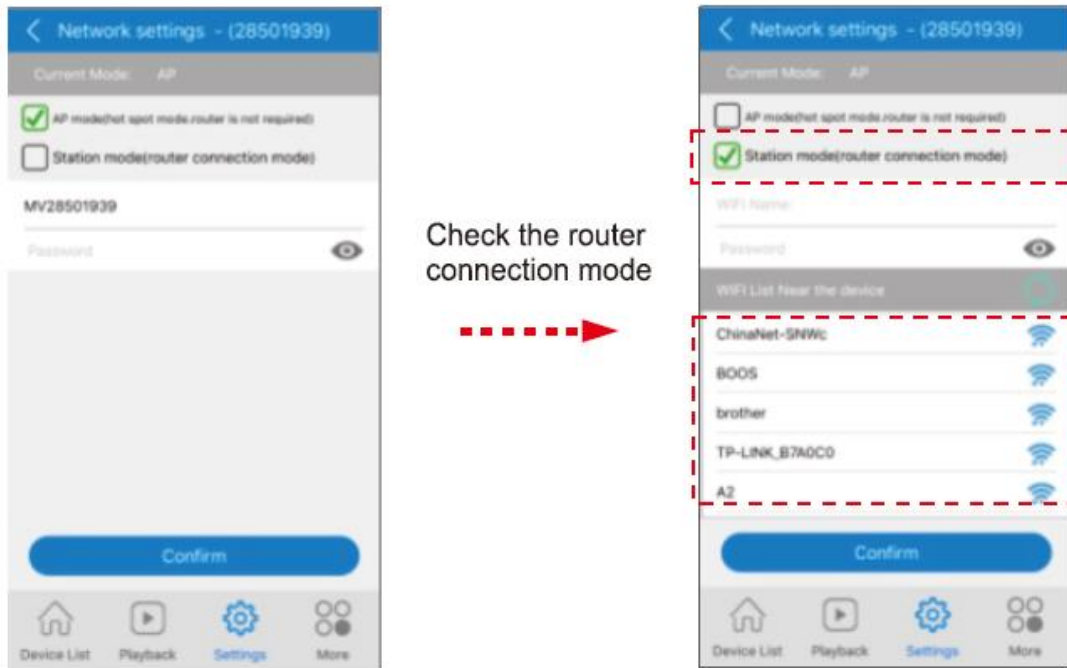 Network settings - (28501939)
Current Mode: AP
AP mode(hot spot mode.router is not required)
Station mode(router connection mode)
MV28501939
Password
Confirm
Device List
Playback
Settings
More
Check the router
connection mode
Network settings - (28501939)
Current Mode: AP
AP mode(hot spot mode.router is not required)
Station mode(router connection mode)
WIFI Name:
Password
WIFI List Near the device
ChinaNet-SNWc
BOOS
brother
TP-LINK_B7A0C0
A2
Confirm
Device List
Playback
Settings
More